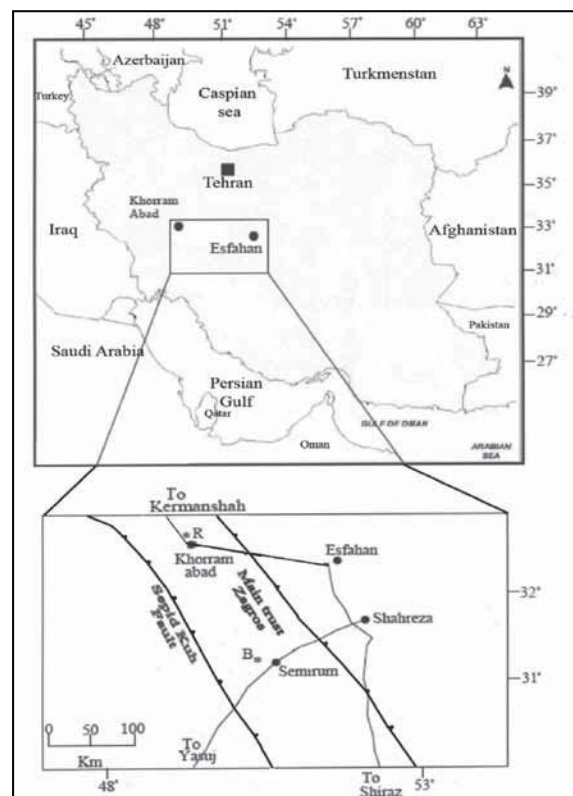 45° 48° 51° 54° 57° 60° 63°
Azerbaijan
Turkmenstan
N
Turkey
Caspian
sea
39°
37°
Tehran
35°
Khorram
Abad
Iraq
Esfahan
Afghanistan
33°
31°
Pakistan
29°
Saudi Arabia
27°
Persian
Gulf
Qatar
GULF OF OMAN
Oman
ARABIAN
SEA
To
Kermanshah
*R
Khorram
abad
Esfahan
Main trust
Zagros
32°
Sepid Kuh
Fault
Shahreza
B*
Semirum
31°
0 50 100
Km
To
Yasuj
To
Shiraz
48° 53°